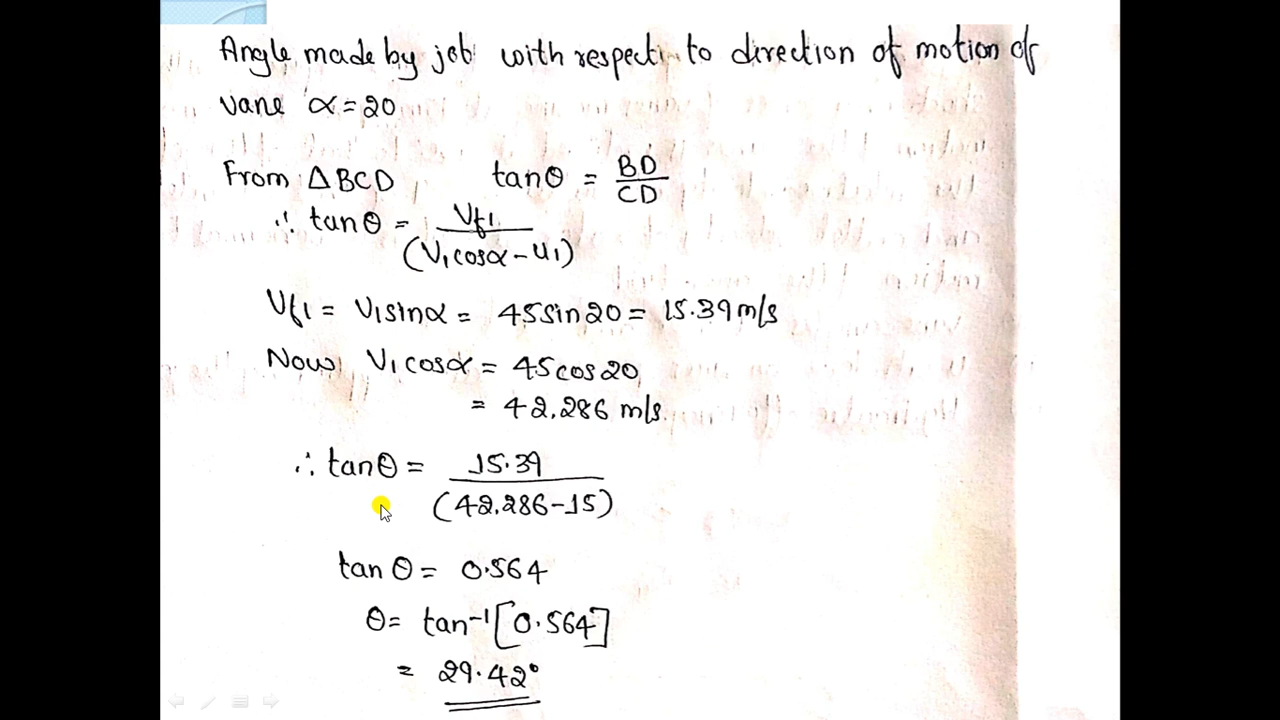 Angle made by jet with respect to direction of motion of
vane α = 20
From ΔBCD tanθ = BD/CD
∴ tanθ = Vf1/(V1cosα - u1)
Vf1 = V1sinα = 45sin20 = 15.39 m/s
Now V1cosα = 45cos20
= 42.286 m/s
∴ tanθ = 15.39/(42.286-15)
tanθ = 0.564
θ = tan⁻¹[0.564]
= 29.42°